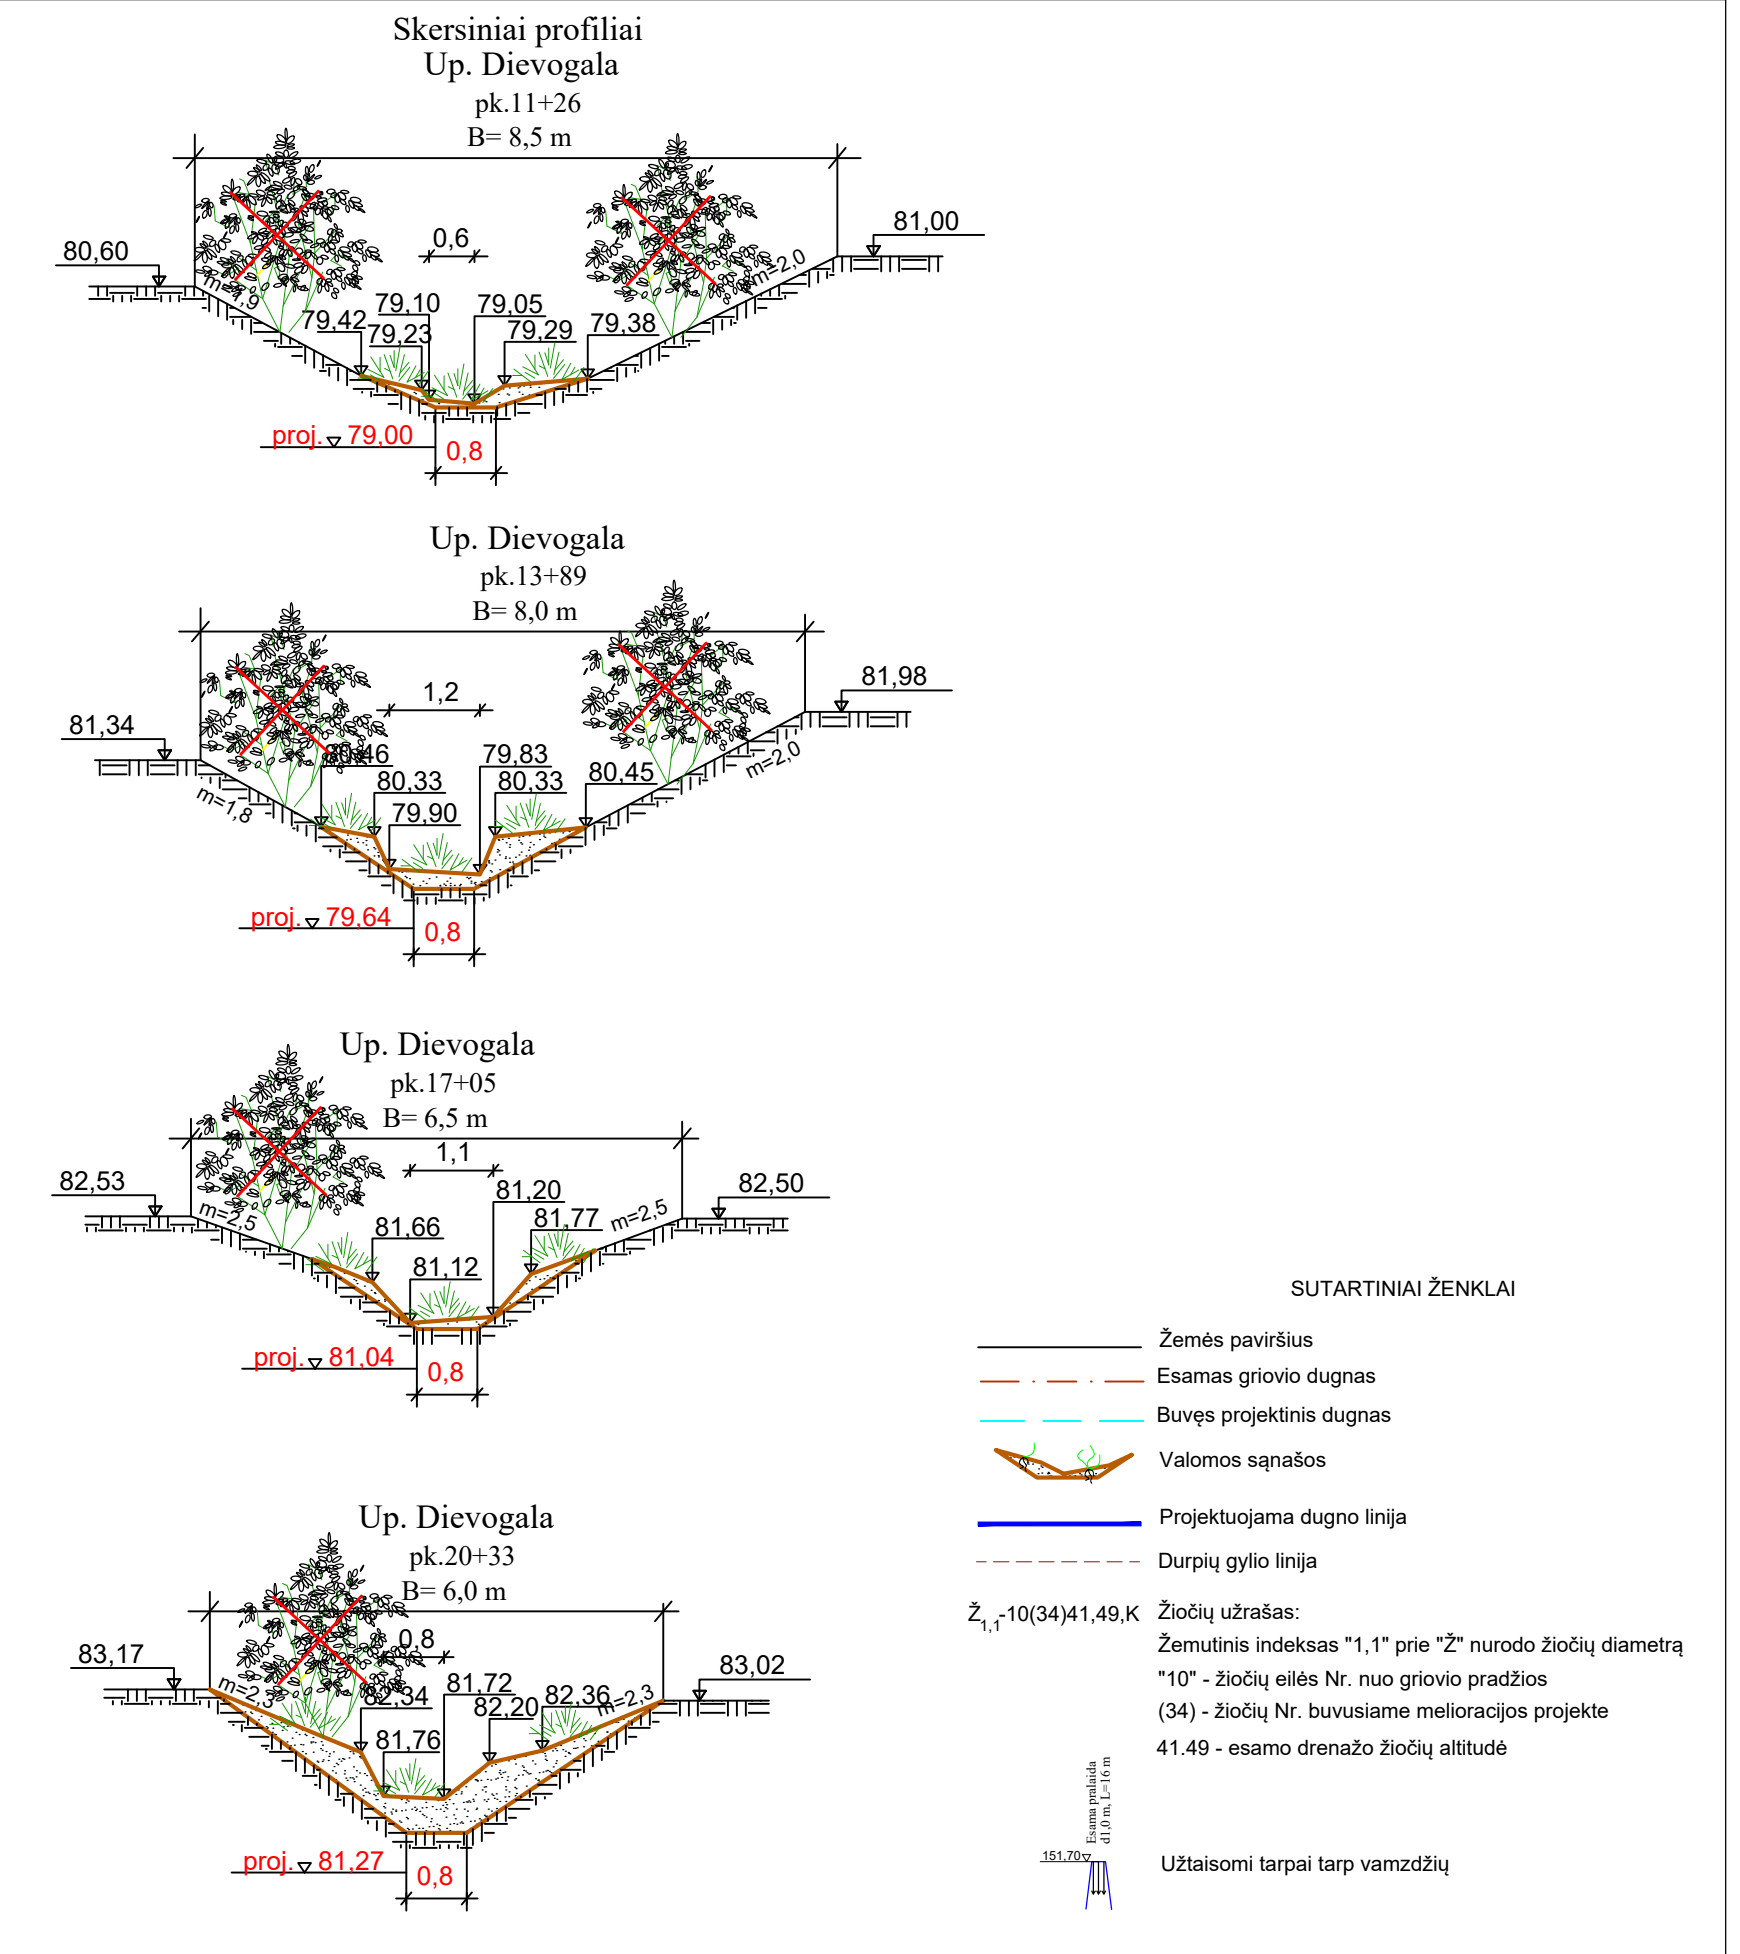 Skersiniai profiliai
Up. Dievogala
pk.11+26
B= 8,5 m
80,60
0,6
81,00
m=1,9
m=2,0
79,42
79,23
79,10
79,05
79,29
79,38
proj. 79,00
0,8
Up. Dievogala
pk.13+89
B= 8,0 m
81,34
1,2
81,98
m=1,8
m=2,0
80,46
80,33
79,90
79,83
80,33
80,45
proj. 79,64
0,8
Up. Dievogala
pk.17+05
B= 6,5 m
1,1
82,53
82,50
m=2,5
m=2,5
81,66
81,12
81,20
81,77
proj. 81,04
0,8
Up. Dievogala
pk.20+33
B= 6,0 m
0,8
83,17
83,02
m=2,3
m=2,3
82,34
81,76
81,72
82,20
82,36
proj. 81,27
0,8
SUTARTINIAI ŽENKLAI
Žemės paviršius
Esamas griovio dugnas
Buvęs projektinis dugnas
Valomos sąnašos
Projektuojama dugno linija
Durpių gylio linija
Ž1,1-10(34)41,49,K Žiočių užrašas:
Žemutinis indeksas "1,1" prie "Ž" nurodo žiočių diametrą
"10" - žiočių eilės Nr. nuo griovio pradžios
(34) - žiočių Nr. buvusiame melioracijos projekte
41.49 - esamo drenažo žiočių altitudė
Esama pralaida
d1,0 m, L=16 m
151,70
Užtaisomi tarpai tarp vamzdžių